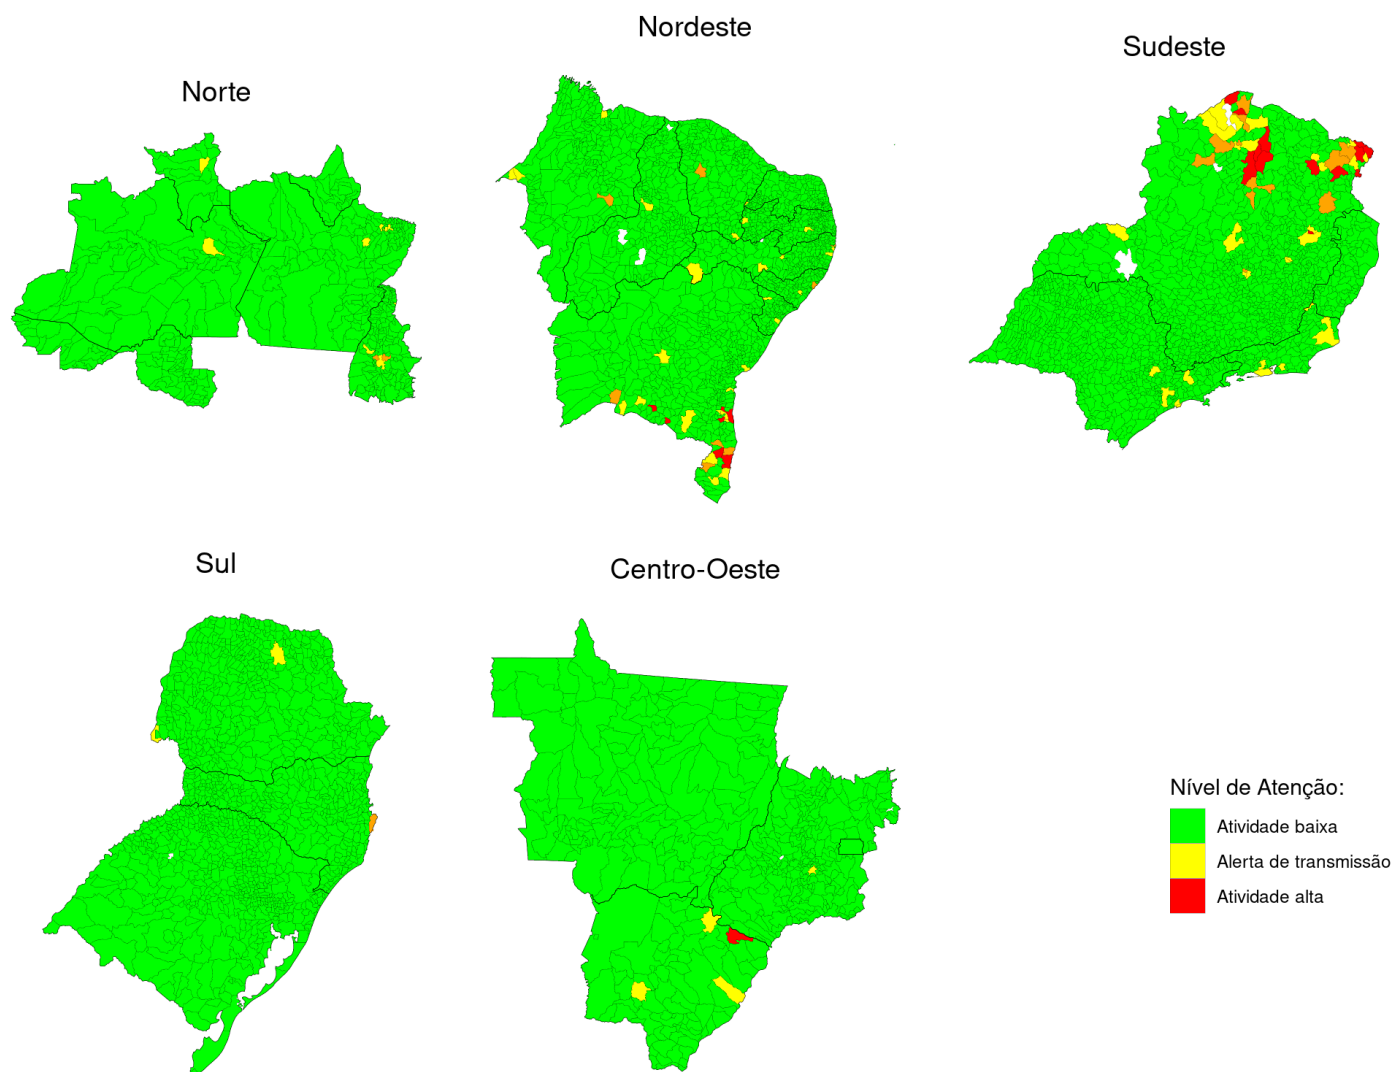 Nordeste
Sudeste
Norte
Sul
Centro-Oeste
Nível de Atenção:
Atividade baixa
Alerta de transmissão
Atividade alta